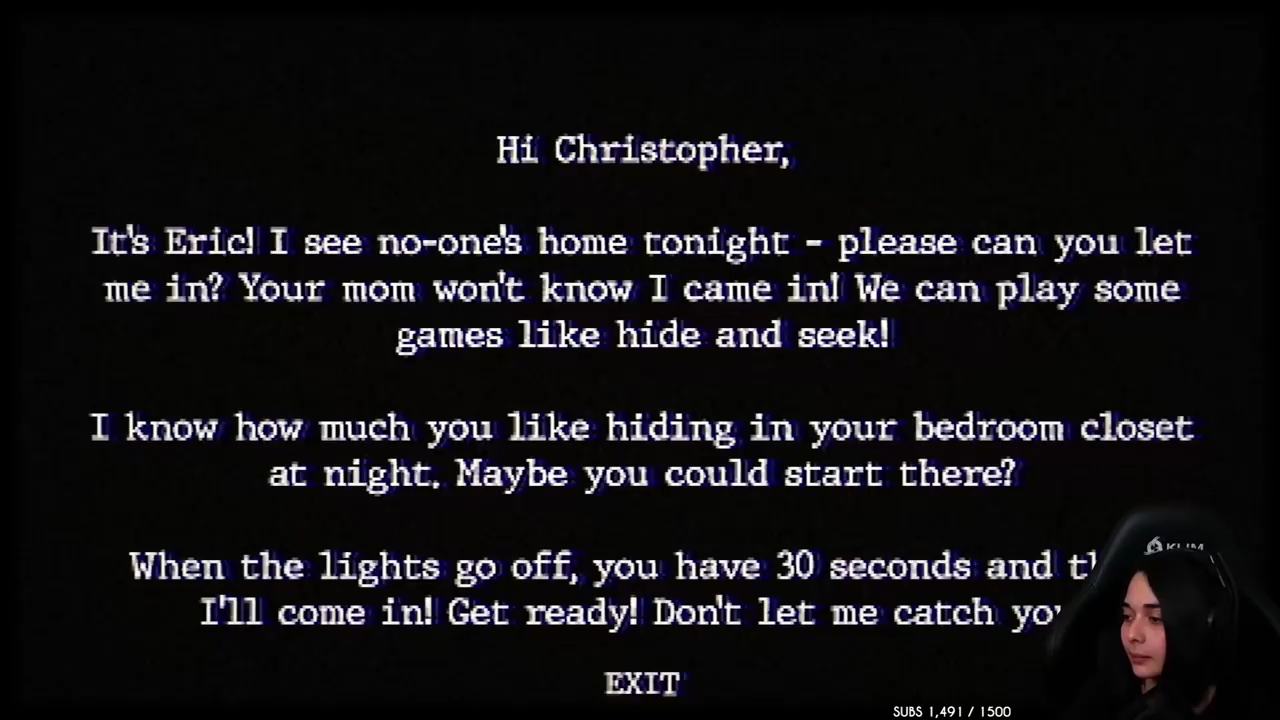 Hi Christopher,
It's Eric! I see no-one's home tonight - please can you let
me in? Your mom won't know I came in! We can play some
games like hide and seek!
I know how much you like hiding in your bedroom closet
at night. Maybe you could start there?
When the lights go off, you have 30 seconds and
I'll come in! Get ready! Don't let me catch
EXIT
KLIM
SUBS 1,491 / 1500